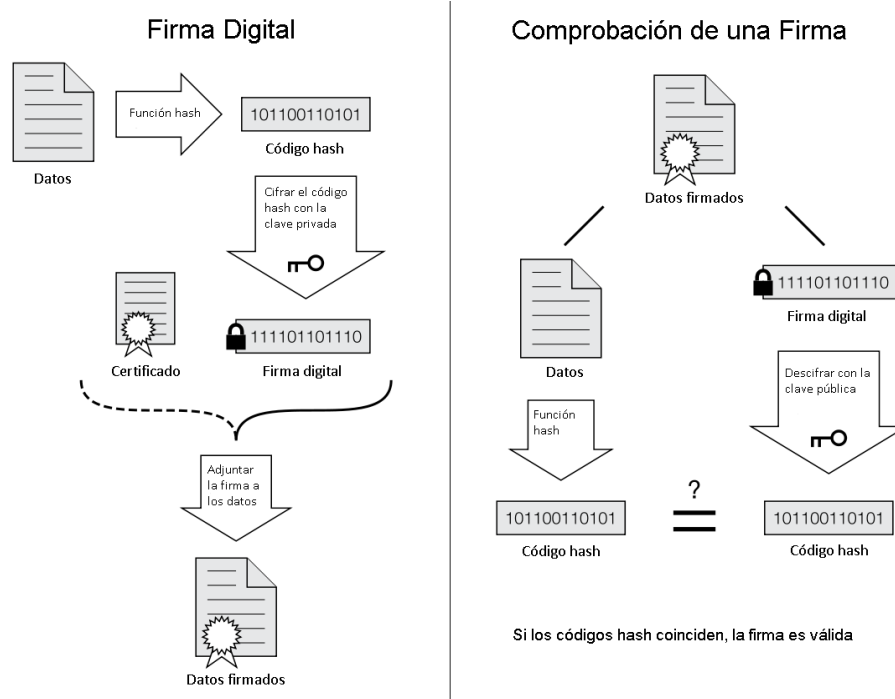 Firma Digital
Datos
Función hash
101100110101
Código hash
Cifrar el código
hash con la
clave privada
Certificado
111101101110
Firma digital
Adjuntar
la firma a
los datos
Datos firmados
Comprobación de una Firma
Datos firmados
Datos
Función
hash
101100110101
Código hash
111101101110
Firma digital
Descifrar con la
clave pública
101100110101
Código hash
?
Si los códigos hash coinciden, la firma es válida